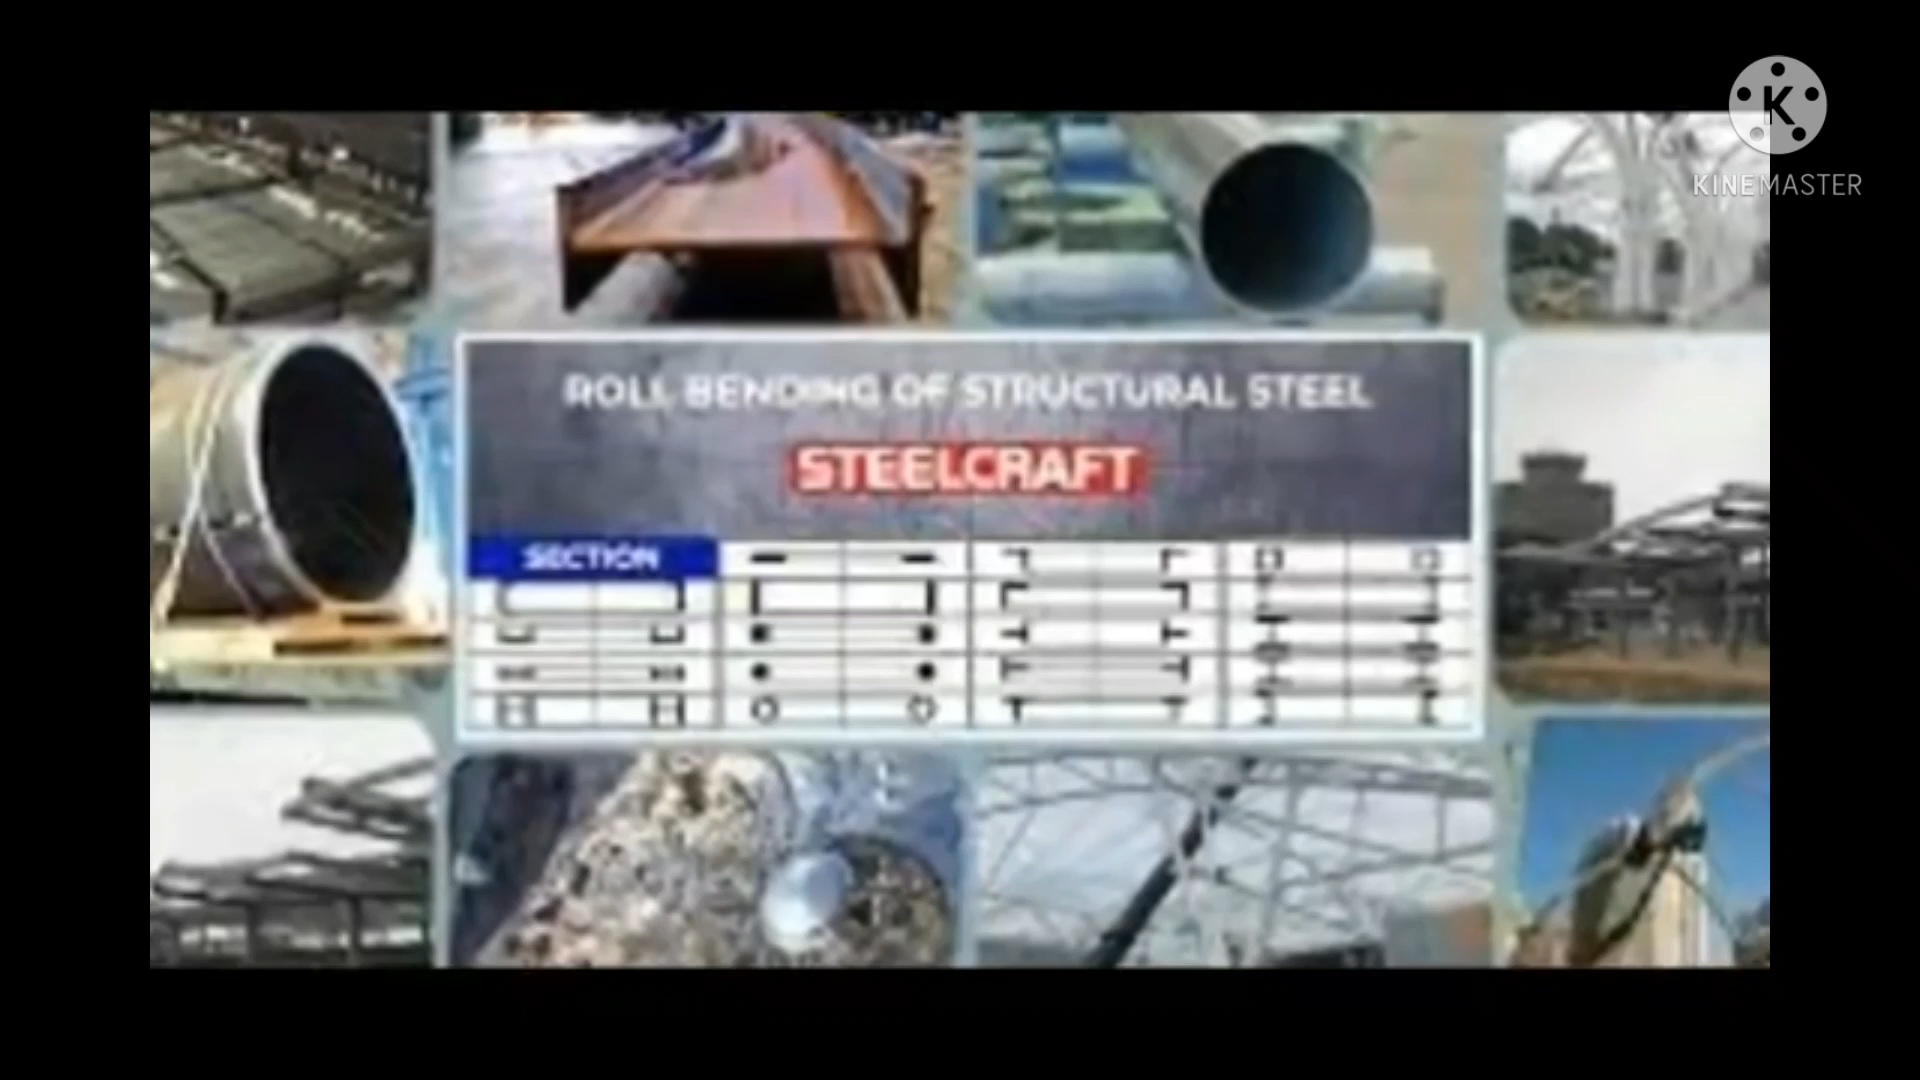 K
KINEMASTER
ROLL BENDING OF STRUCTURAL STEEL
STEELCRAFT
SECTION